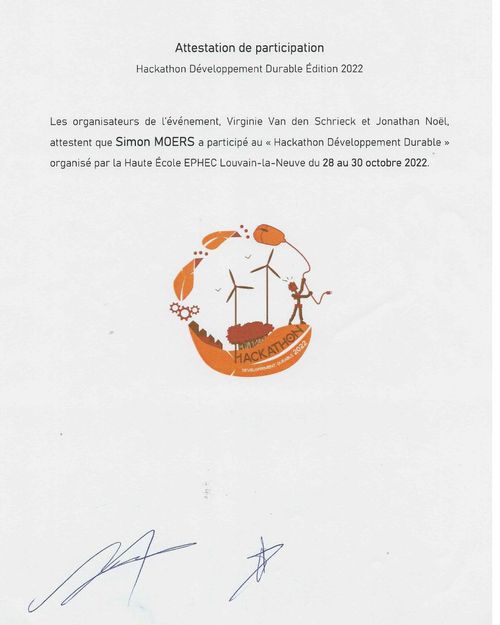 Attestation de participation
Hackathon Développement Durable Édition 2022
Les organisateurs de l'événement, Virginie Van den Schrieck et Jonathan Noël,
attestent que Simon MOERS a participé au « Hackathon Développement Durable »
organisé par la Haute École EPHEC Louvain-la-Neuve du 28 au 30 octobre 2022.
HACKATHON
DEVELOPPEMENT DURABLE 2022